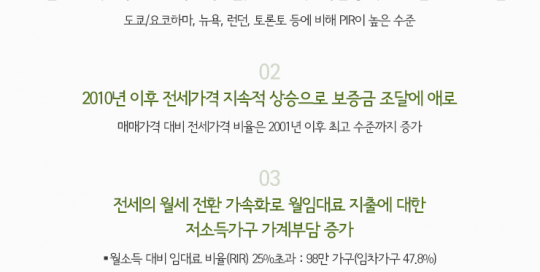 도쿄/요코하마, 뉴욕, 런던, 토론토 등에 비해 PIR이 높은 수준
02
2010년 이후 전세가격 지속적 상승으로 보증금 조달에 애로
매매가격 대비 전세가격 비율은 2001년 이후 최고 수준까지 증가
03
전세의 월세 전환 가속화로 월임대료 지출에 대한
저소득가구 가계부담 증가
▪월소득 대비 임대료 비율(RIR) 25%초과 : 98만 가구(임차가구 47.8%)